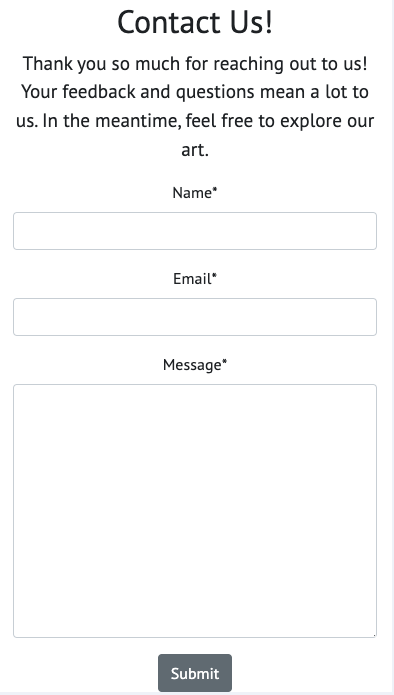 Contact Us!
Thank you so much for reaching out to us!
Your feedback and questions mean a lot to
us. In the meantime, feel free to explore our
art.
Name*
Email*
Message*
Submit